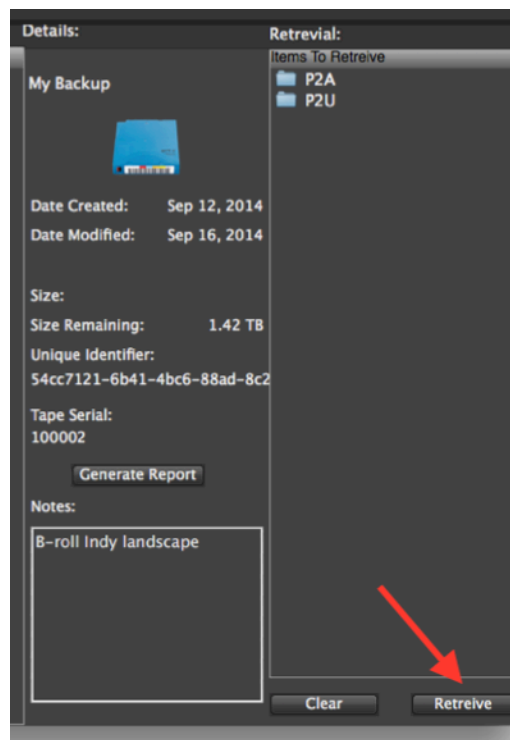 Details:
Retrevial:
Items To Retreive
My Backup
P2A
P2U
Date Created: Sep 12, 2014
Date Modified: Sep 16, 2014
Size:
Size Remaining: 1.42 TB
Unique Identifier:
54cc7121-6b41-4bc6-88ad-8c2
Tape Serial:
100002
Generate Report
Notes:
B-roll Indy landscape
Clear
Retreive